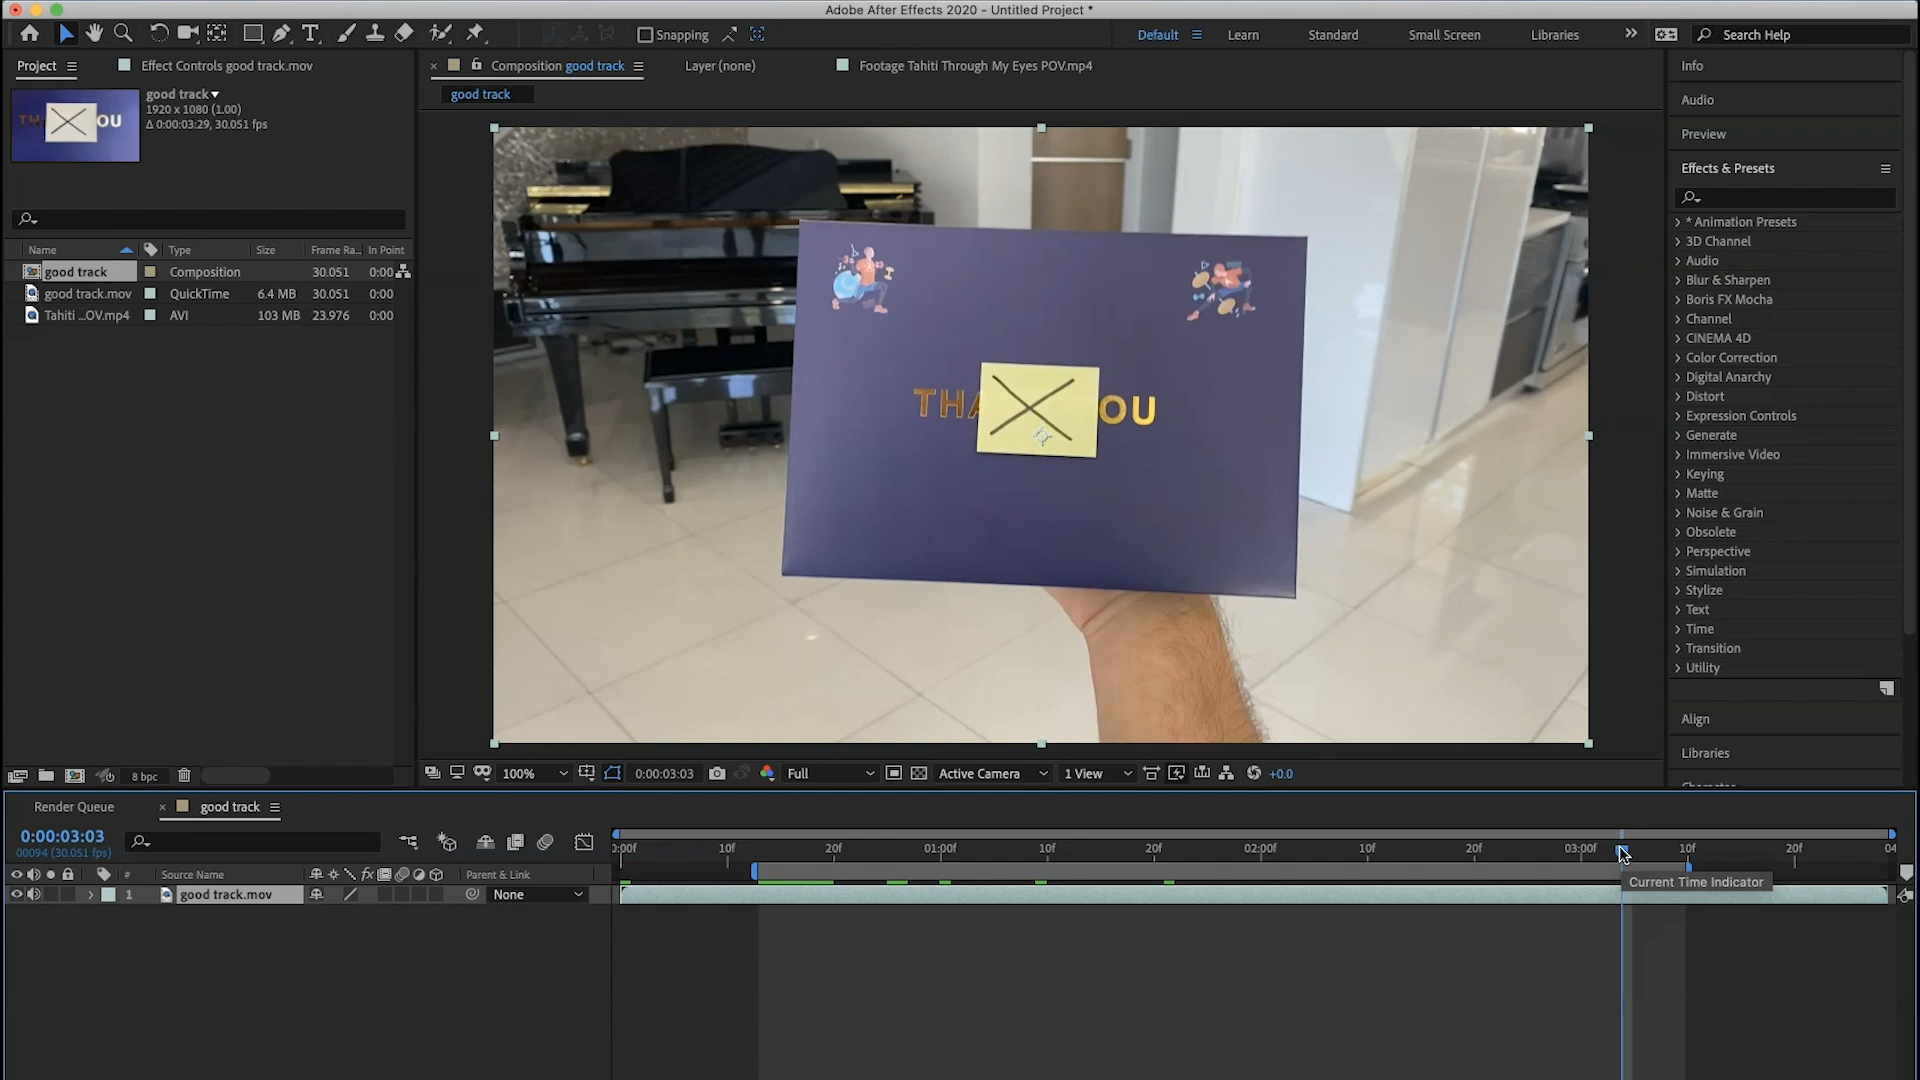 Adobe After Effects 2020 - Untitled Project *
Snapping
Default
Learn
Standard
Small Screen
Libraries
Search Help
Project
Effect Controls good track.mov
good track
1920 x 1080 (1.00)
Δ 0:00:03:29, 30.051 fps
Name
Type
Size
Frame Ra...
In Point
good track
Composition
30.051
0:00
good track.mov
QuickTime
6.4 MB
30.051
0:00
Tahiti ...OV.mp4
AVI
103 MB
23.976
0:00
8 bpc
Composition good track
Layer (none)
Footage Tahiti Through My Eyes POV.mp4
good track
THA
OU
100%
0:00:03:03
Full
Active Camera
1 View
+0.0
Info
Audio
Preview
Effects & Presets
* Animation Presets
3D Channel
Audio
Blur & Sharpen
Boris FX Mocha
Channel
CINEMA 4D
Color Correction
Digital Anarchy
Distort
Expression Controls
Generate
Immersive Video
Keying
Matte
Noise & Grain
Obsolete
Perspective
Simulation
Stylize
Text
Time
Transition
Utility
Align
Libraries
Render Queue
good track
0:00:03:03
00094 (30.051 fps)
:00f
10f
20f
01:00f
10f
20f
02:00f
10f
20f
03:00f
10f
20f
04
#
Source Name
fx
Parent & Link
1
good track.mov
None
Current Time Indicator